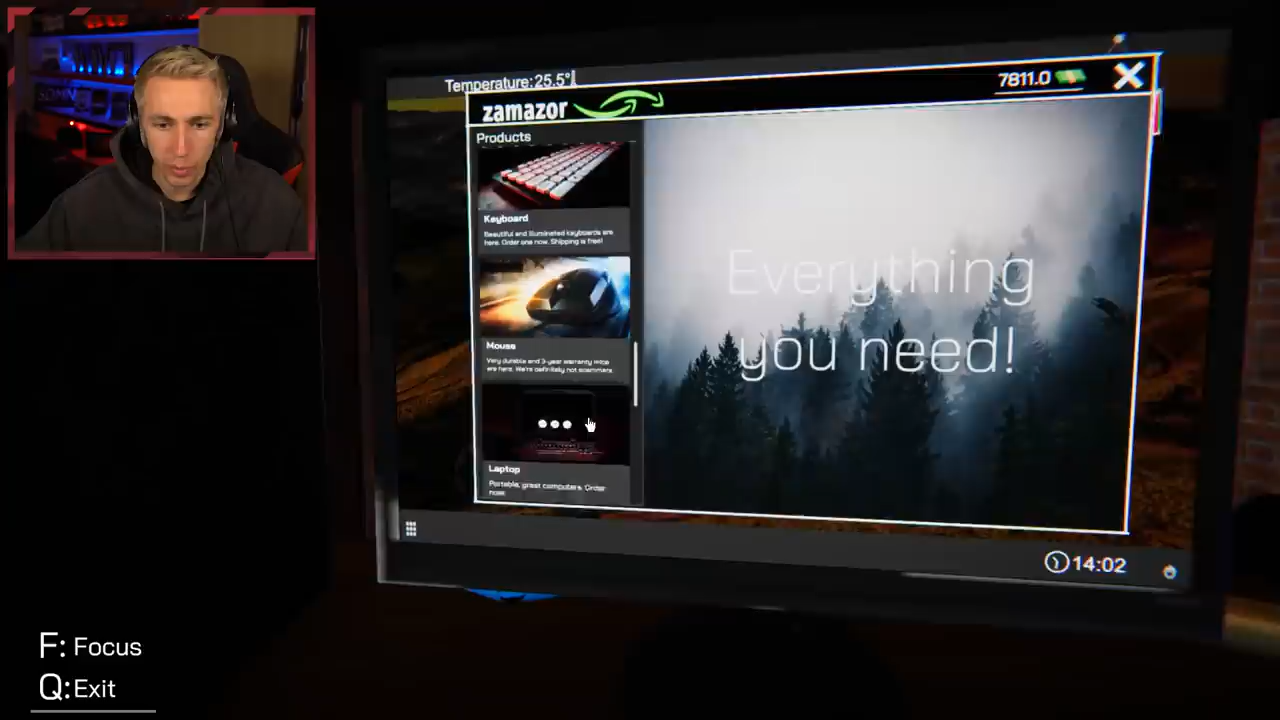 Temperature: 25.5°
7811.0
zamazor
Products
Keyboard
Beautiful and illuminated keyboards are
here. Order one now. Shipping is free!
Mouse
Very durable and 3-year warranty mice
are here. We're definitely not scammers
Laptop
Portable, great computers. Order
now.
Everything
you need!
14:02
F: Focus
Q: Exit